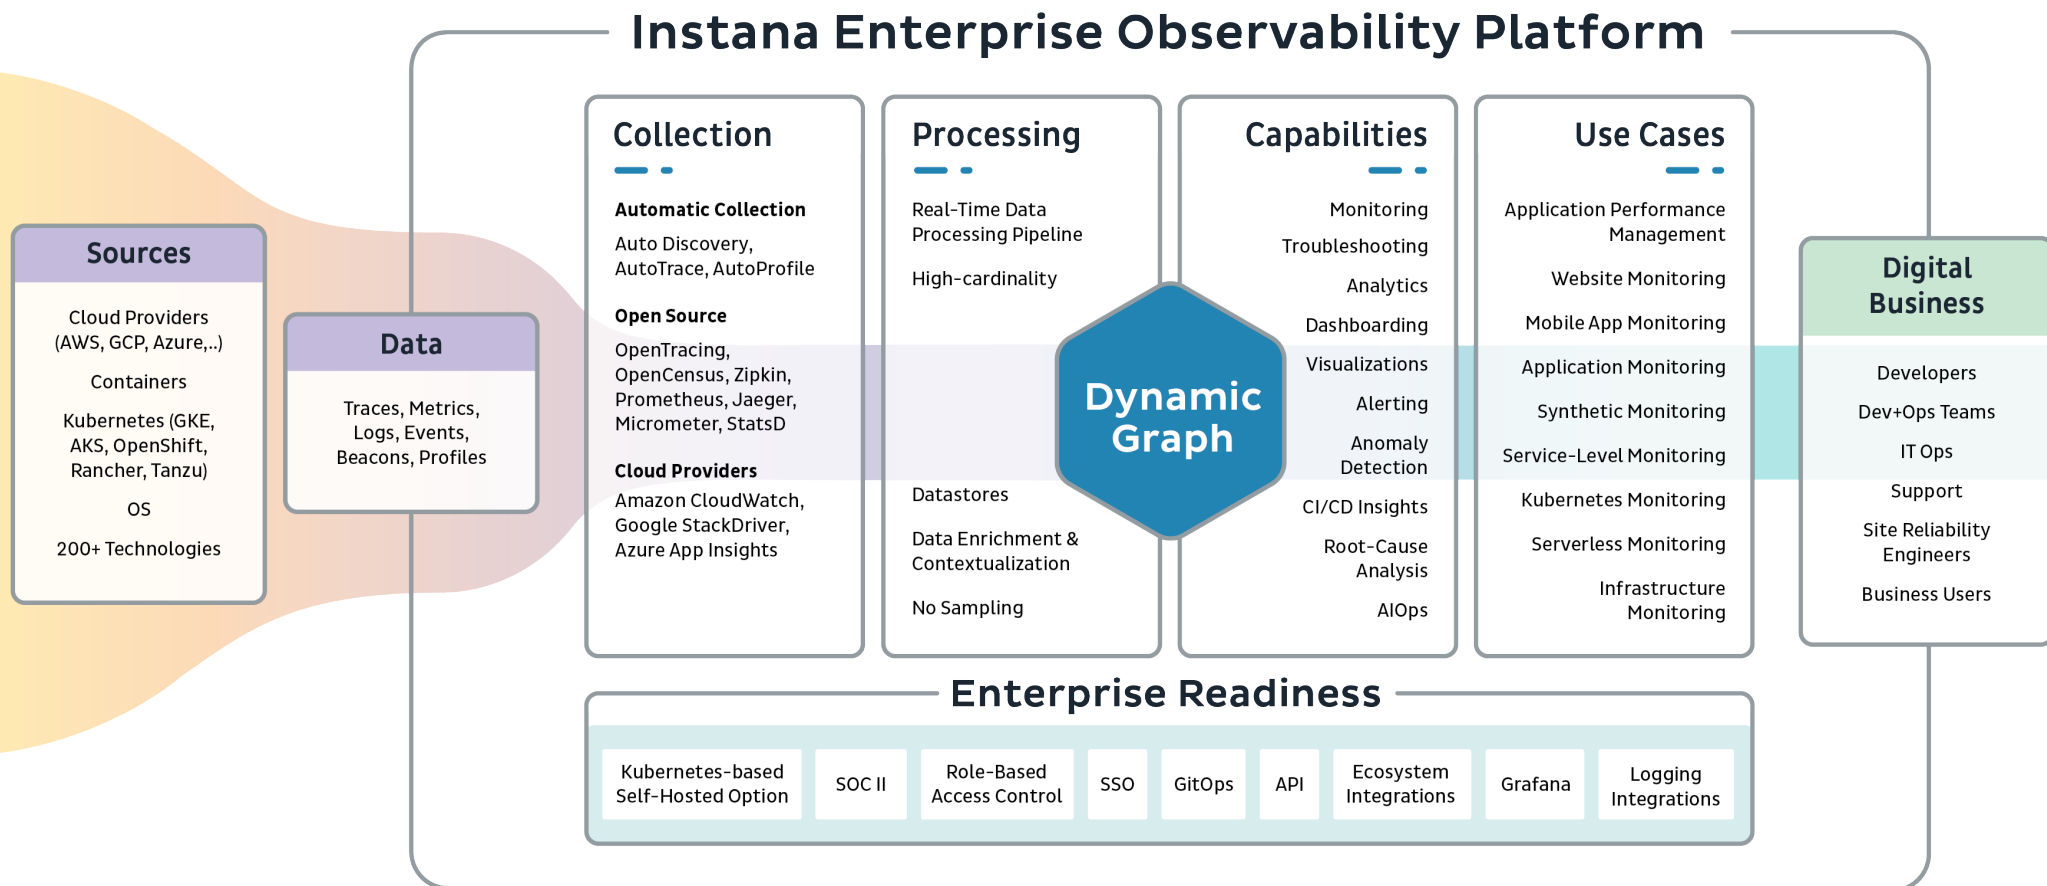 Instana Enterprise Observability Platform
Sources
Cloud Providers
(AWS, GCP, Azure,..)
Containers
Kubernetes (GKE,
AKS, OpenShift,
Rancher, Tanzu)
OS
200+ Technologies
Data
Traces, Metrics,
Logs, Events,
Beacons, Profiles
Collection
Automatic Collection
Auto Discovery,
AutoTrace, AutoProfile
Open Source
OpenTracing,
OpenCensus, Zipkin,
Prometheus, Jaeger,
Micrometer, StatsD
Cloud Providers
Amazon CloudWatch,
Google StackDriver,
Azure App Insights
Processing
Real-Time Data
Processing Pipeline
High-cardinality
Datastores
Data Enrichment &
Contextualization
No Sampling
Dynamic
Graph
Capabilities
Monitoring
Troubleshooting
Analytics
Dashboarding
Visualizations
Alerting
Anomaly
Detection
CI/CD Insights
Root-Cause
Analysis
AIOps
Use Cases
Application Performance
Management
Website Monitoring
Mobile App Monitoring
Application Monitoring
Synthetic Monitoring
Service-Level Monitoring
Kubernetes Monitoring
Serverless Monitoring
Infrastructure
Monitoring
Digital
Business
Developers
Dev+Ops Teams
IT Ops
Support
Site Reliability
Engineers
Business Users
Enterprise Readiness
Kubernetes-based
Self-Hosted Option
SOC II
Role-Based
Access Control
SSO
GitOps
API
Ecosystem
Integrations
Grafana
Logging
Integrations